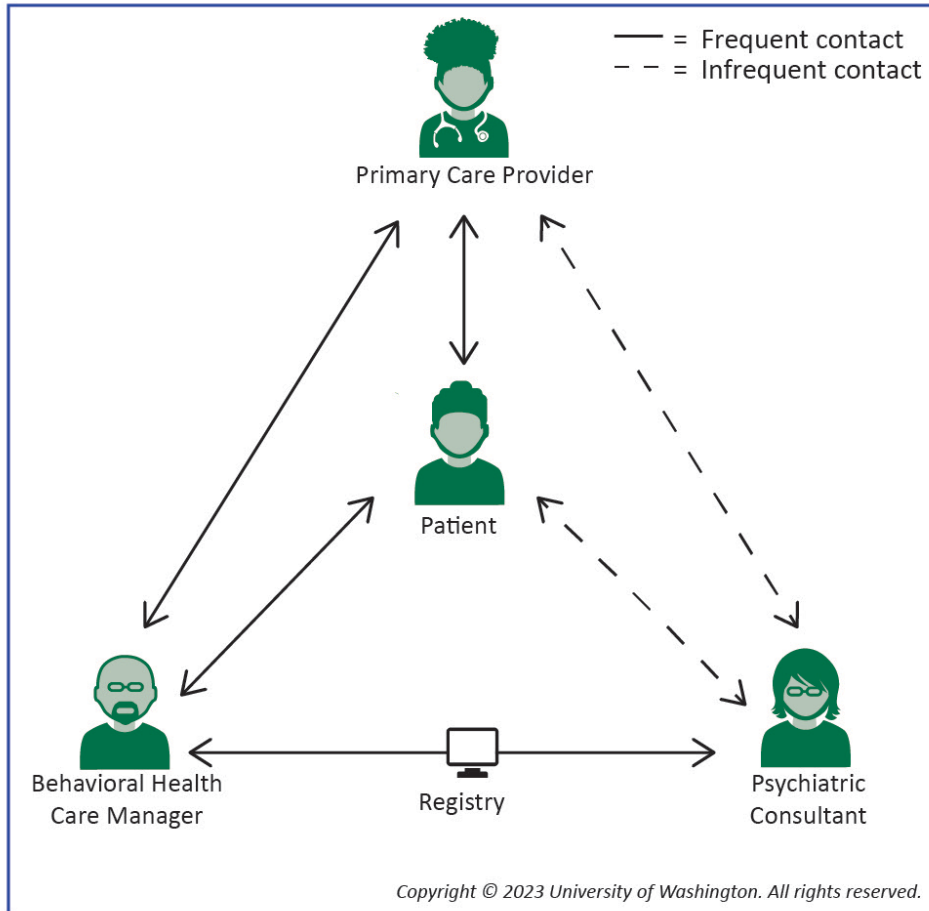 = Frequent contact
= Infrequent contact
Primary Care Provider
Patient
Behavioral Health
Care Manager
Registry
Psychiatric
Consultant
Copyright © 2023 University of Washington. All rights reserved.